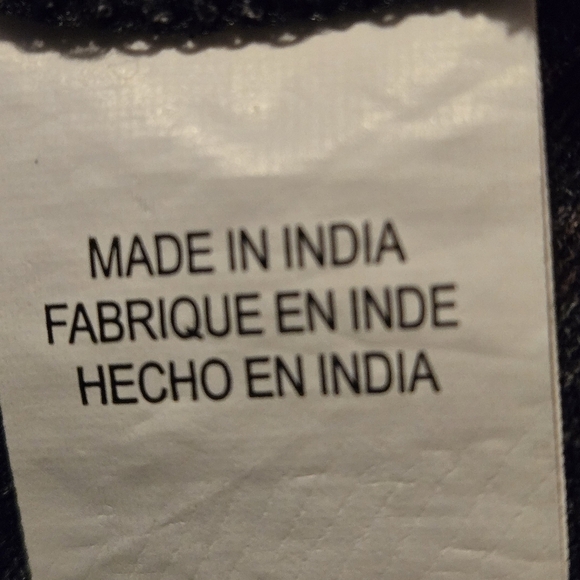 MADE IN INDIA
FABRIQUE EN INDE
HECHO EN INDIA